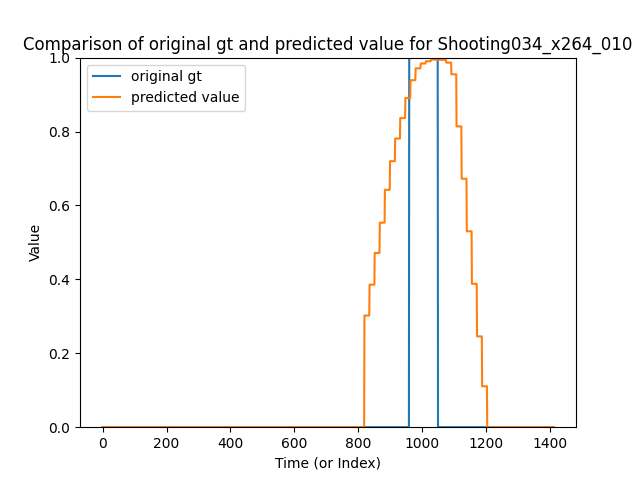 Comparison of original gt and predicted value for Shooting034_x264_010
original gt
predicted value
1.0
0.8
0.6
0.4
0.2
0.0
Value
0 200 400 600 800 1000 1200 1400
Time (or Index)